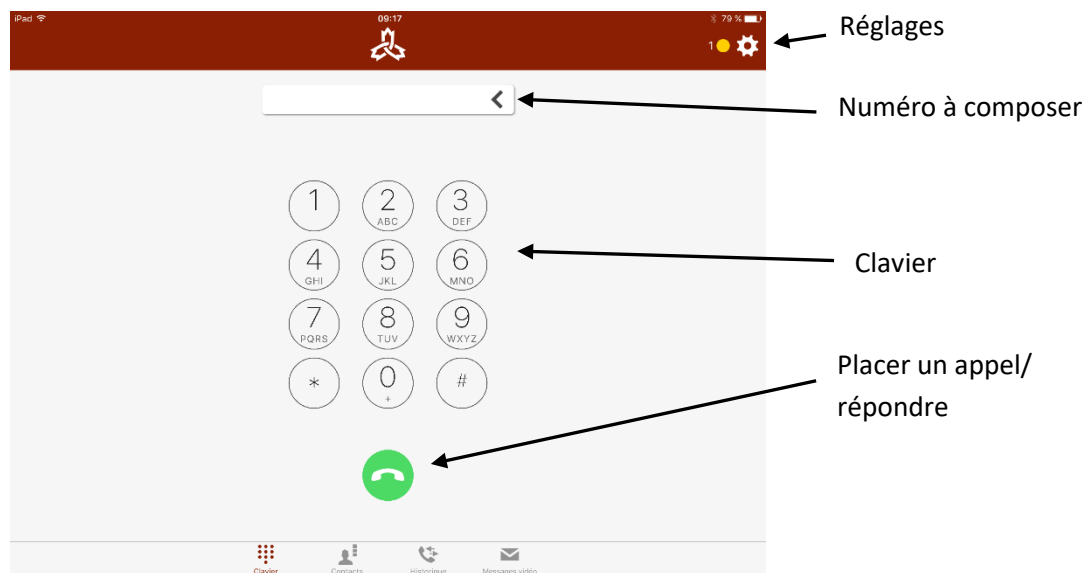 iPad 09:17 79 %
1
Réglages
Numéro à composer
1 2 3
ABC DEF
4 5 6
GHI JKL MNO
Clavier
7 8 9
PQRS TUV WXYZ
* 0 #
+
Placer un appel/
répondre
Clavier Contacts Historique Messages vidéo